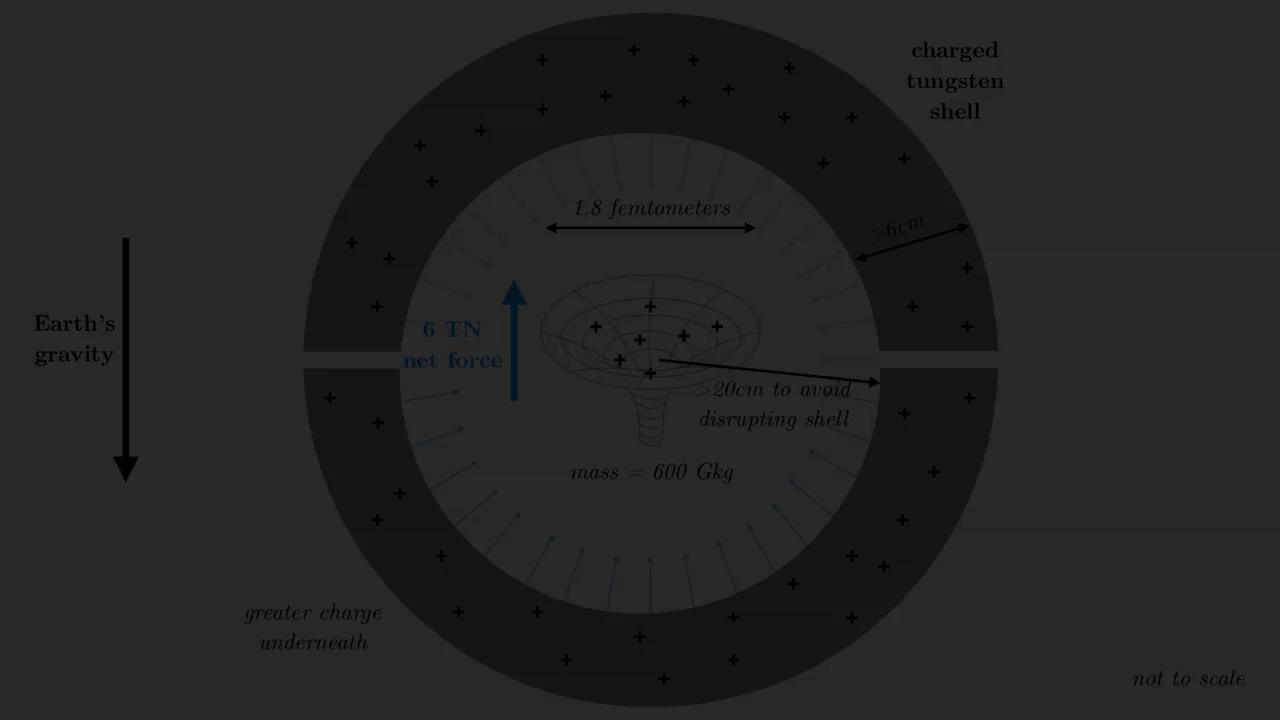 charged
tungsten
shell
1.8 femtometers
>6cm
Earth's
gravity
6 TN
net force
>20cm to avoid
disrupting shell
mass = 600 Gkg
greater charge
underneath
not to scale